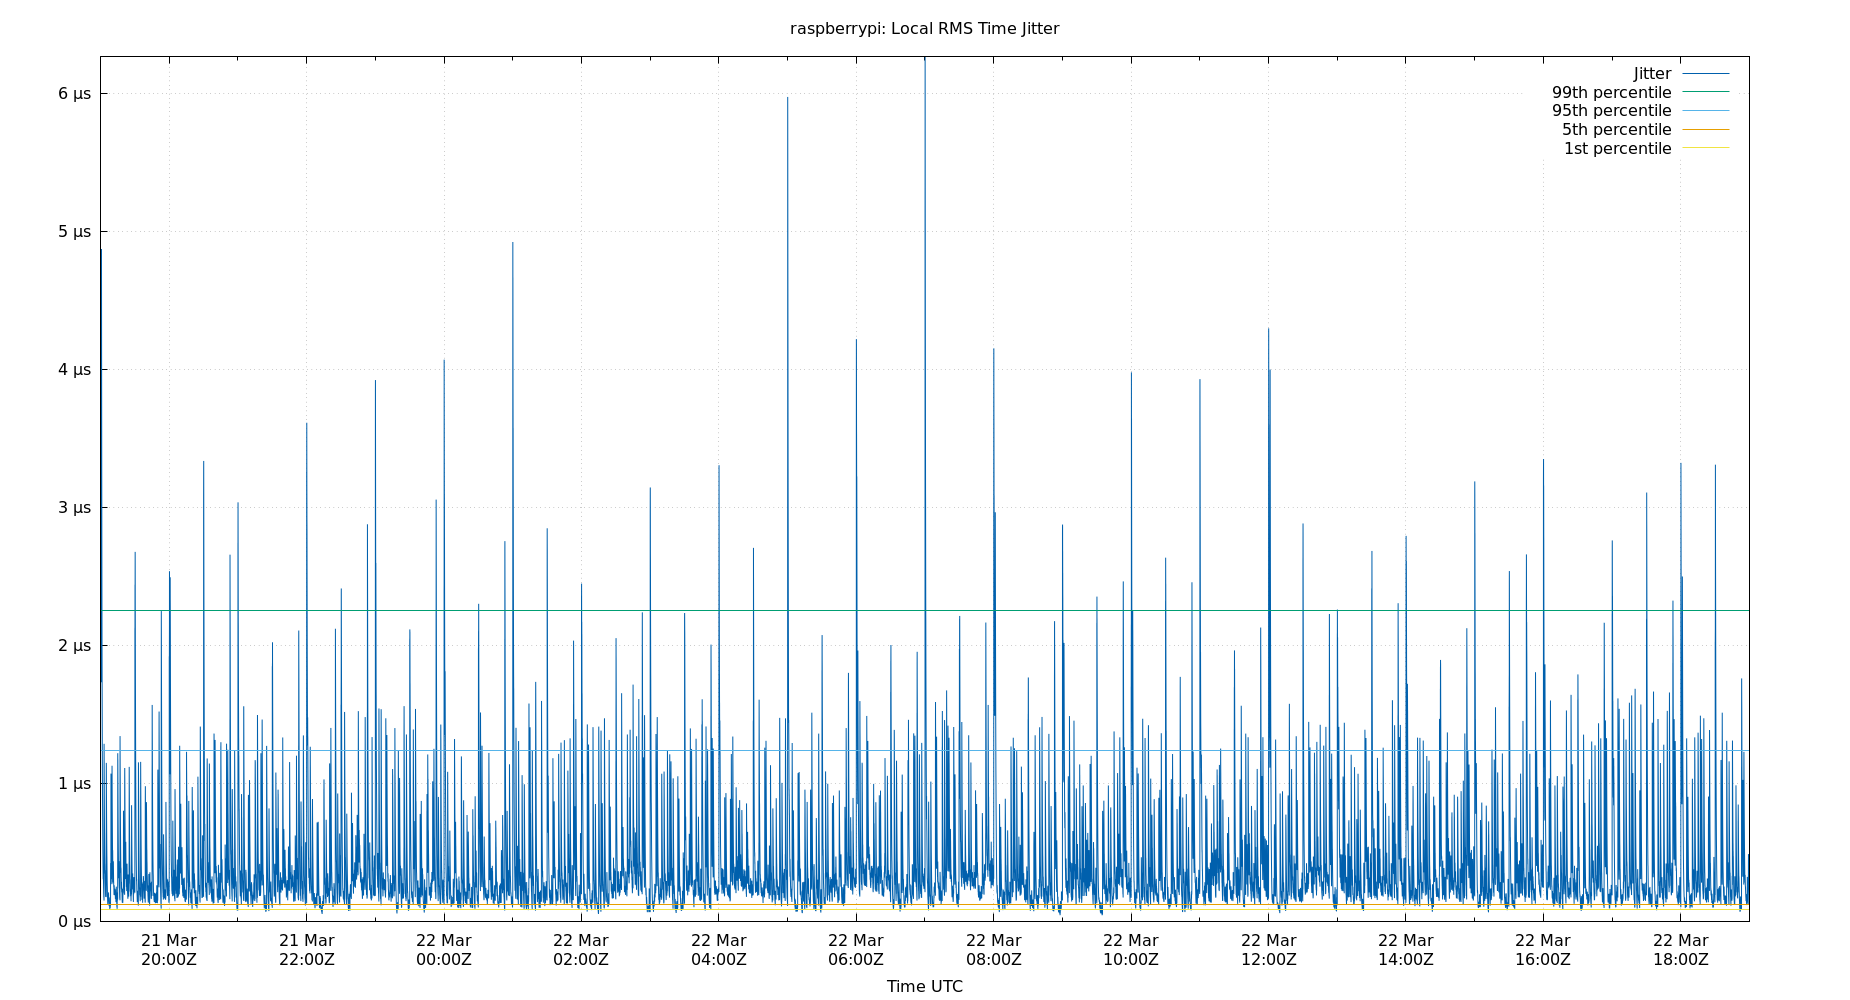 raspberrypi: Local RMS Time Jitter
Jitter
99th percentile
95th percentile
5th percentile
1st percentile
6 µs
5 µs
4 µs
3 µs
2 µs
1 µs
0 µs
21 Mar 20:00Z
21 Mar 22:00Z
22 Mar 00:00Z
22 Mar 02:00Z
22 Mar 04:00Z
22 Mar 06:00Z
22 Mar 08:00Z
22 Mar 10:00Z
22 Mar 12:00Z
22 Mar 14:00Z
22 Mar 16:00Z
22 Mar 18:00Z
Time UTC